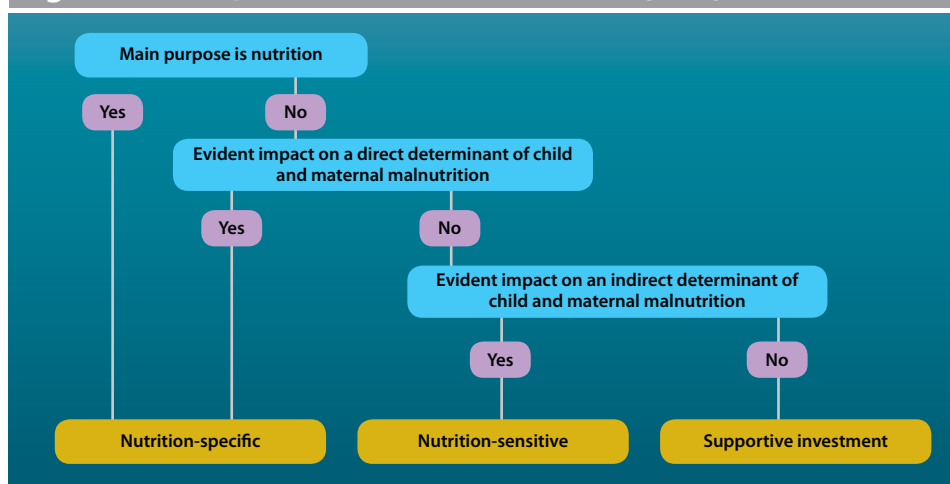 Main purpose is nutrition
Yes
No
Evident impact on a direct determinant of child
and maternal malnutrition
Yes
No
Evident impact on an indirect determinant of
child and maternal malnutrition
Yes
No
Nutrition-specific
Nutrition-sensitive
Supportive investment